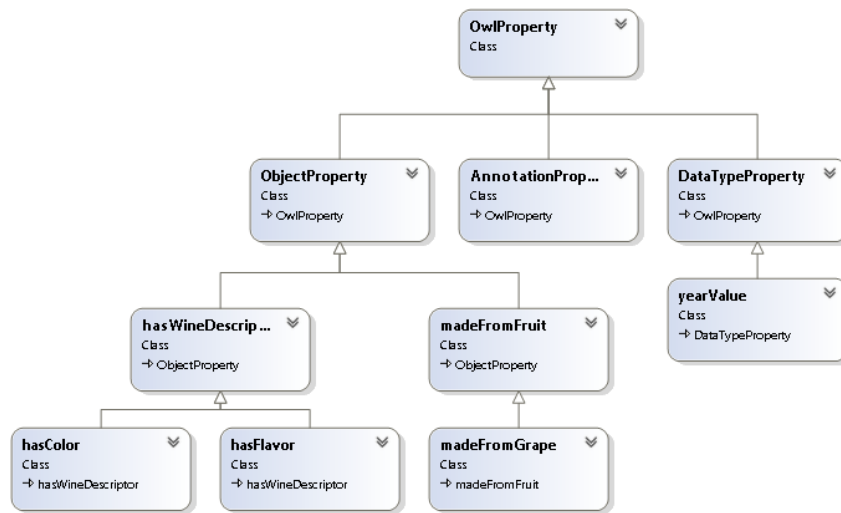 OwlProperty
Class
ObjectProperty
Class
OwlProperty
AnnotationProp...
Class
OwlProperty
DataTypeProperty
Class
OwlProperty
hasWineDescrip...
Class
ObjectProperty
madeFromFruit
Class
ObjectProperty
yearValue
Class
DataTypeProperty
hasColor
Class
hasWineDescriptor
hasFlavor
Class
hasWineDescriptor
madeFromGrape
Class
madeFromFruit